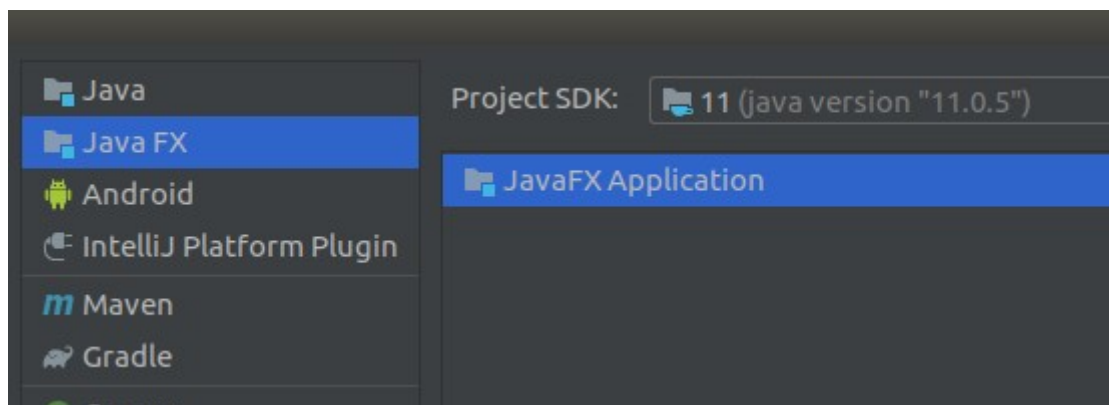 Java
Java FX
Android
IntelliJ Platform Plugin
Maven
Gradle
Project SDK: 11 (java version "11.0.5")
JavaFX Application